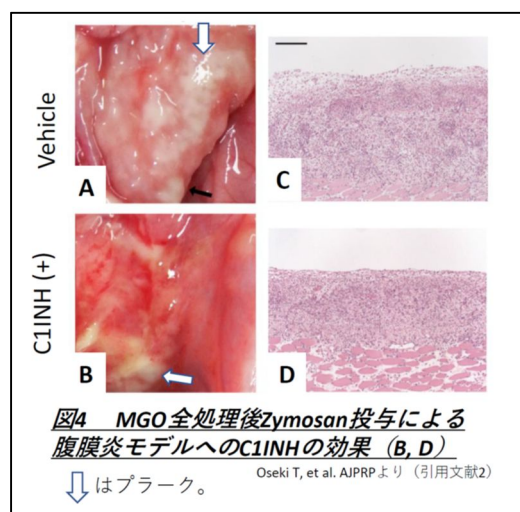 Vehicle
A
C
C1INH (+)
B
D
図4 MGO全処理後Zymosan投与による
腹膜炎モデルへのC1INHの効果（B, D）
Oseki T, et al. AJPRPより（引用文献2）
はプラーク。